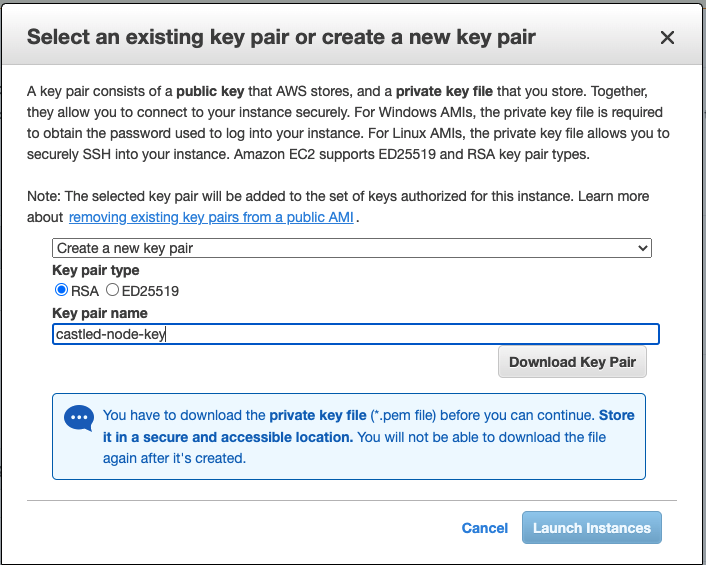 Select an existing key pair or create a new key pair
A key pair consists of a public key that AWS stores, and a private key file that you store. Together,
they allow you to connect to your instance securely. For Windows AMIs, the private key file is required
to obtain the password used to log into your instance. For Linux AMIs, the private key file allows you to
securely SSH into your instance. Amazon EC2 supports ED25519 and RSA key pair types.
Note: The selected key pair will be added to the set of keys authorized for this instance. Learn more
about removing existing key pairs from a public AMI .
Create a new key pair
Key pair type
RSA ED25519
Key pair name
castled-node-key
Download Key Pair
You have to download the private key file (*.pem file) before you can continue. Store
it in a secure and accessible location. You will not be able to download the file
again after it's created.
Cancel Launch Instances